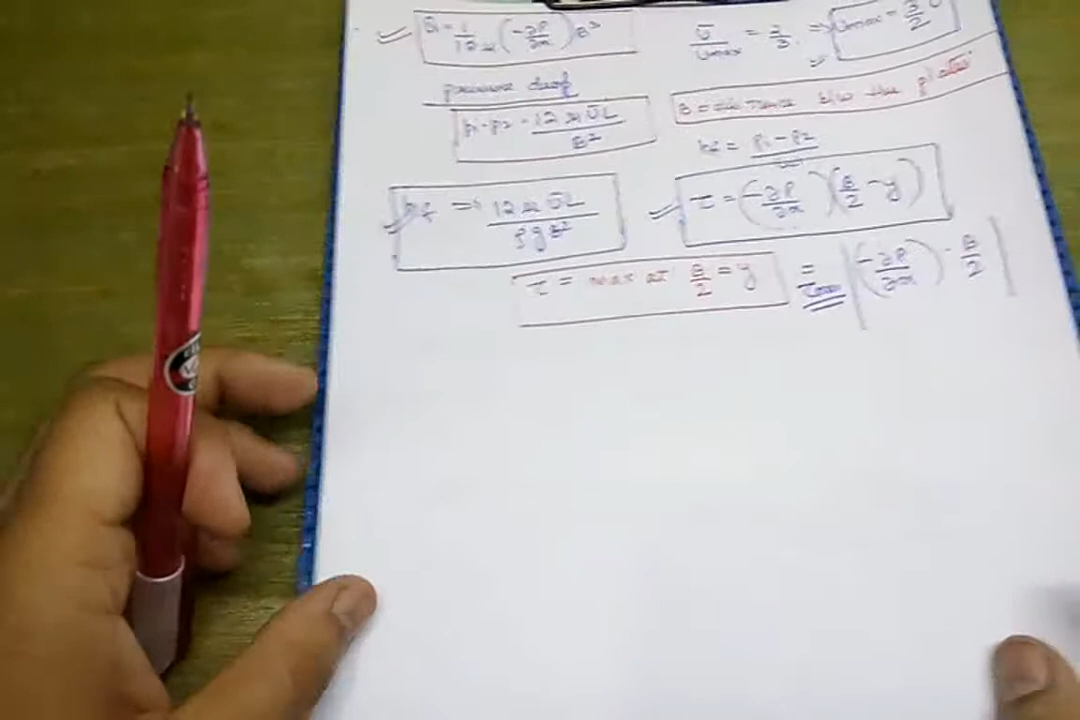 Q = 1/12μ (-∂P/∂x) B³
Ū/Umax = 2/3 ⇒ Umax = 3/2 Ū
pressure drop
B = distance b/w the plates
p1-p2 = 12μŪL/B²
hf = p1-p2/
hf = 12μŪL/ρgB²
τ = (-∂P/∂x)(B/2 - y)
τ = max at B/2 = y = τmax |(-∂P/∂x) · B/2|